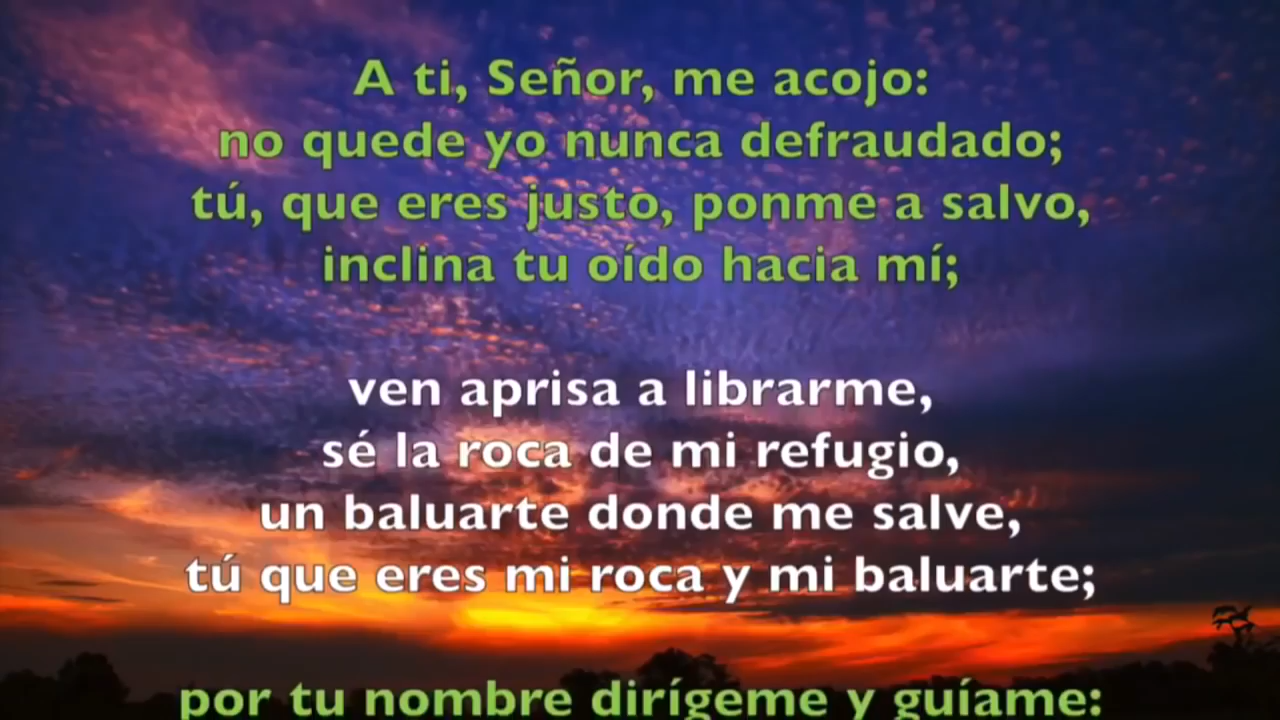 A ti, Señor, me acojo:
no quede yo nunca defraudado;
tú, que eres justo, ponme a salvo,
inclina tu oído hacia mí;
ven aprisa a librarme,
sé la roca de mi refugio,
un baluarte donde me salve,
tú que eres mi roca y mi baluarte;
por tu nombre dirígeme y guíame: